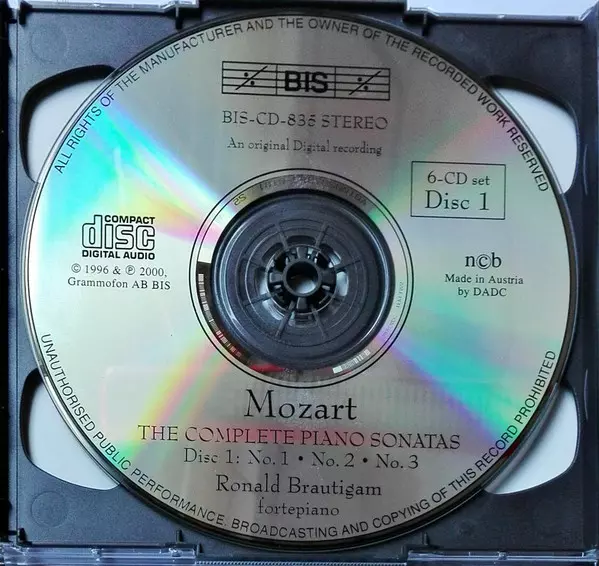 ALL RIGHTS OF THE MANUFACTURER AND THE OWNER OF THE RECORDED WORK RESERVED
BIS
BIS-CD-835 STEREO
An original Digital recording
6-CD set
Disc 1
COMPACT
disc
DIGITAL AUDIO
© 1996 & ℗ 2000,
Grammofon AB BIS
n©b
Made in Austria
by DADC
Mozart
THE COMPLETE PIANO SONATAS
Disc 1: No. 1 • No. 2 • No. 3
Ronald Brautigam
fortepiano
UNAUTHORISED PUBLIC PERFORMANCE, BROADCASTING AND COPYING OF THIS RECORD PROHIBITED